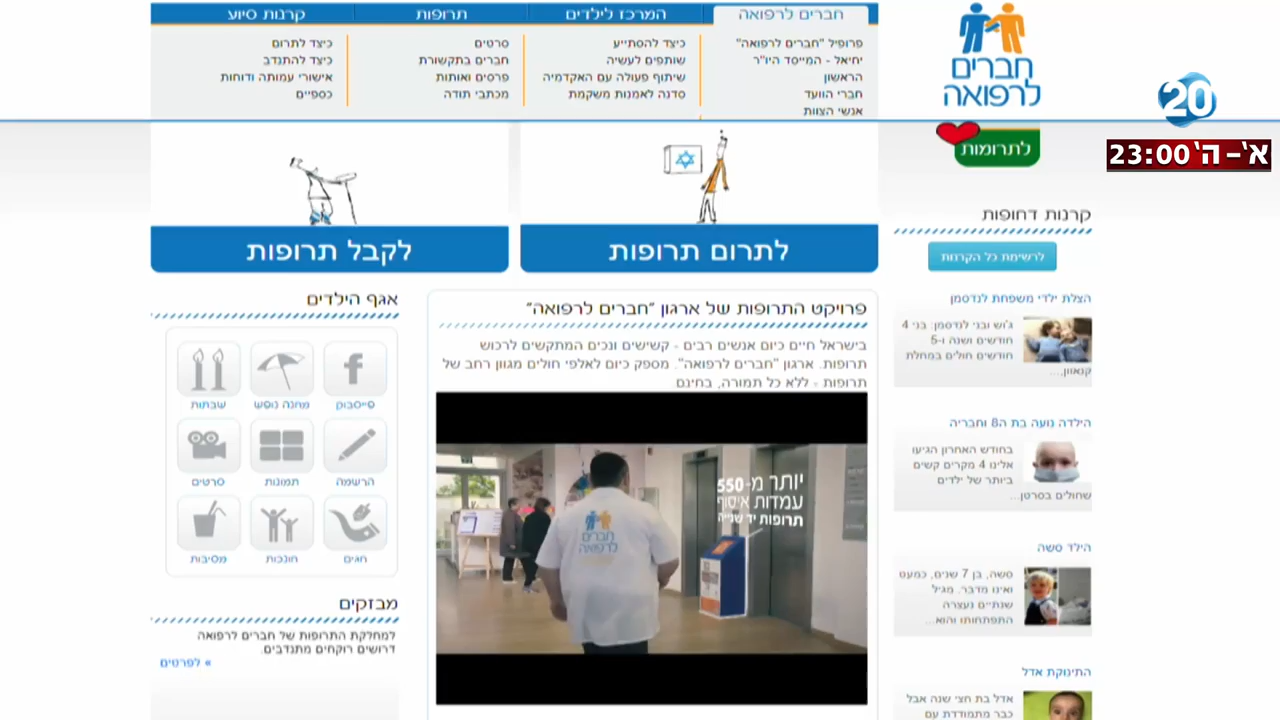 חברים לרפואה
המרכז לילדים
תרופות
קרנות סיוע
פרופיל "חברים לרפואה"
יחיאל - המייסד היו"ר
הראשון
חברי הוועד
אנשי הצוות
כיצד להסתייע
שותפים לעשיה
שיתוף פעולה עם האקדמיה
סדנה לאמנות משקמת
סרטים
חברים בתקשורת
פרסים ואותות
מכתבי תודה
כיצד לתרום
כיצד להתנדב
אישורי עמותה ודוחות
כספיים
חברים
לרפואה
20
א'-ה' 23:00
לתרומות
לתרום תרופות
לקבל תרופות
קרנות דחופות
לרשימת כל הקרנות
הצלת ילדי משפחת לנדסמן
ג'וש ובני לנדסמן: בני 4
חודשים ושנה ו-5
חודשים חולים במחלת
קנאוון,...
הילדה נועה בת ה8 וחבריה
בחודש האחרון הגיעו
אלינו 4 מקרים קשים
ביותר של ילדים
שחולים בסרטן...
הילד סשה
סשה, בן 7 שנים, כמעט
ואינו מדבר. מגיל
שנתיים נעצרה
התפתחותו והוא...
התינוקת אדל
אדל בת חצי שנה אבל
כבר מתמודדת עם
פרויקט התרופות של ארגון "חברים לרפואה"
בישראל חיים כיום אנשים רבים - קשישים ונכים המתקשים לרכוש
תרופות. ארגון "חברים לרפואה". מספק כיום לאלפי חולים מגוון רחב של
תרופות - ללא כל תמורה, בחינם
יותר מ-550
עמדות איסוף
תרופות יד שנייה
חברים
לרפואה
אגף הילדים
פייסבוק
מחנה נופש
שבתות
הרשמה
תמונות
סרטים
חגים
חונכות
מסיבות
מבזקים
למחלקת התרופות של חברים לרפואה
דרושים רוקחים מתנדבים.
» לפרטים